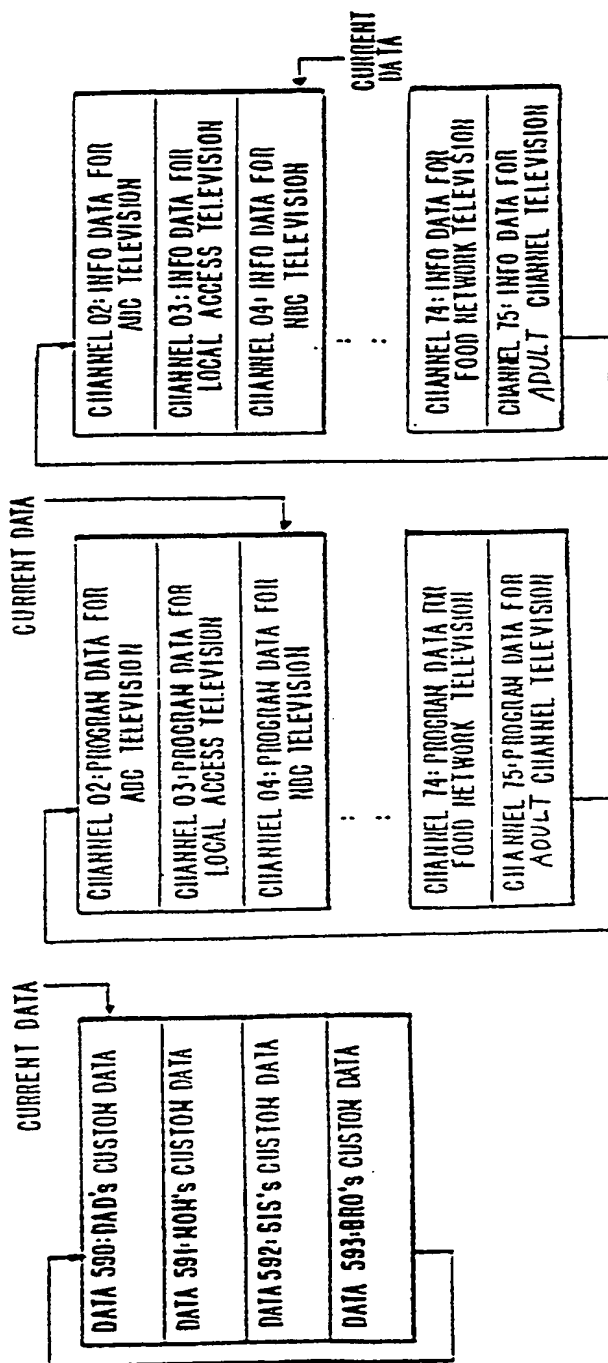 CURRENT DATA
DATA 590:DAD's CUSTOM DATA
DATA 591:MOM's CUSTOM DATA
DATA592: SIS's CUSTOM DATA
DATA 593:BRO's CUSTOM DATA
CURRENT DATA
CHANNEL 02:PROGRAM DATA FOR
ABC TELEVISION
CHANNEL 03:PROGRAM DATA FOR
LOCAL ACCESS TELEVISION
CHANNEL 04:PROGRAM DATA FOR
NBC TELEVISION
CHANNEL 74:PROGRAM DATA FOR
FOOD NETWORK TELEVISION
CHANNEL 75:PROGRAM DATA FOR
ADULT CHANNEL TELEVISION
CHANNEL 02:INFO DATA FOR
ABC TELEVISION
CHANNEL 03:INFO DATA FOR
LOCAL ACCESS TELEVISION
CHANNEL 04:INFO DATA FOR
NBC TELEVISION
CURRENT
DATA
CHANNEL 74:INFO DATA FOR
FOOD NETWORK TELEVISION
CHANNEL 75:INFO DATA FOR
ADULT CHANNEL TELEVISION